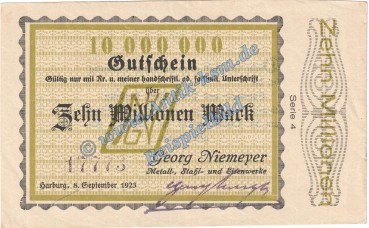 10 000 000
Gutschein
Gültig nur mit Nr. u. meiner handschriftl. od. faksimil. Unterschrift
über
Zehn Millionen Mark
17773
Georg Niemeyer
Metall-, Stahl- und Eisenwerke
Harburg, 8. September 1923
Serie 4
Zehn Millionen
Beispielbild